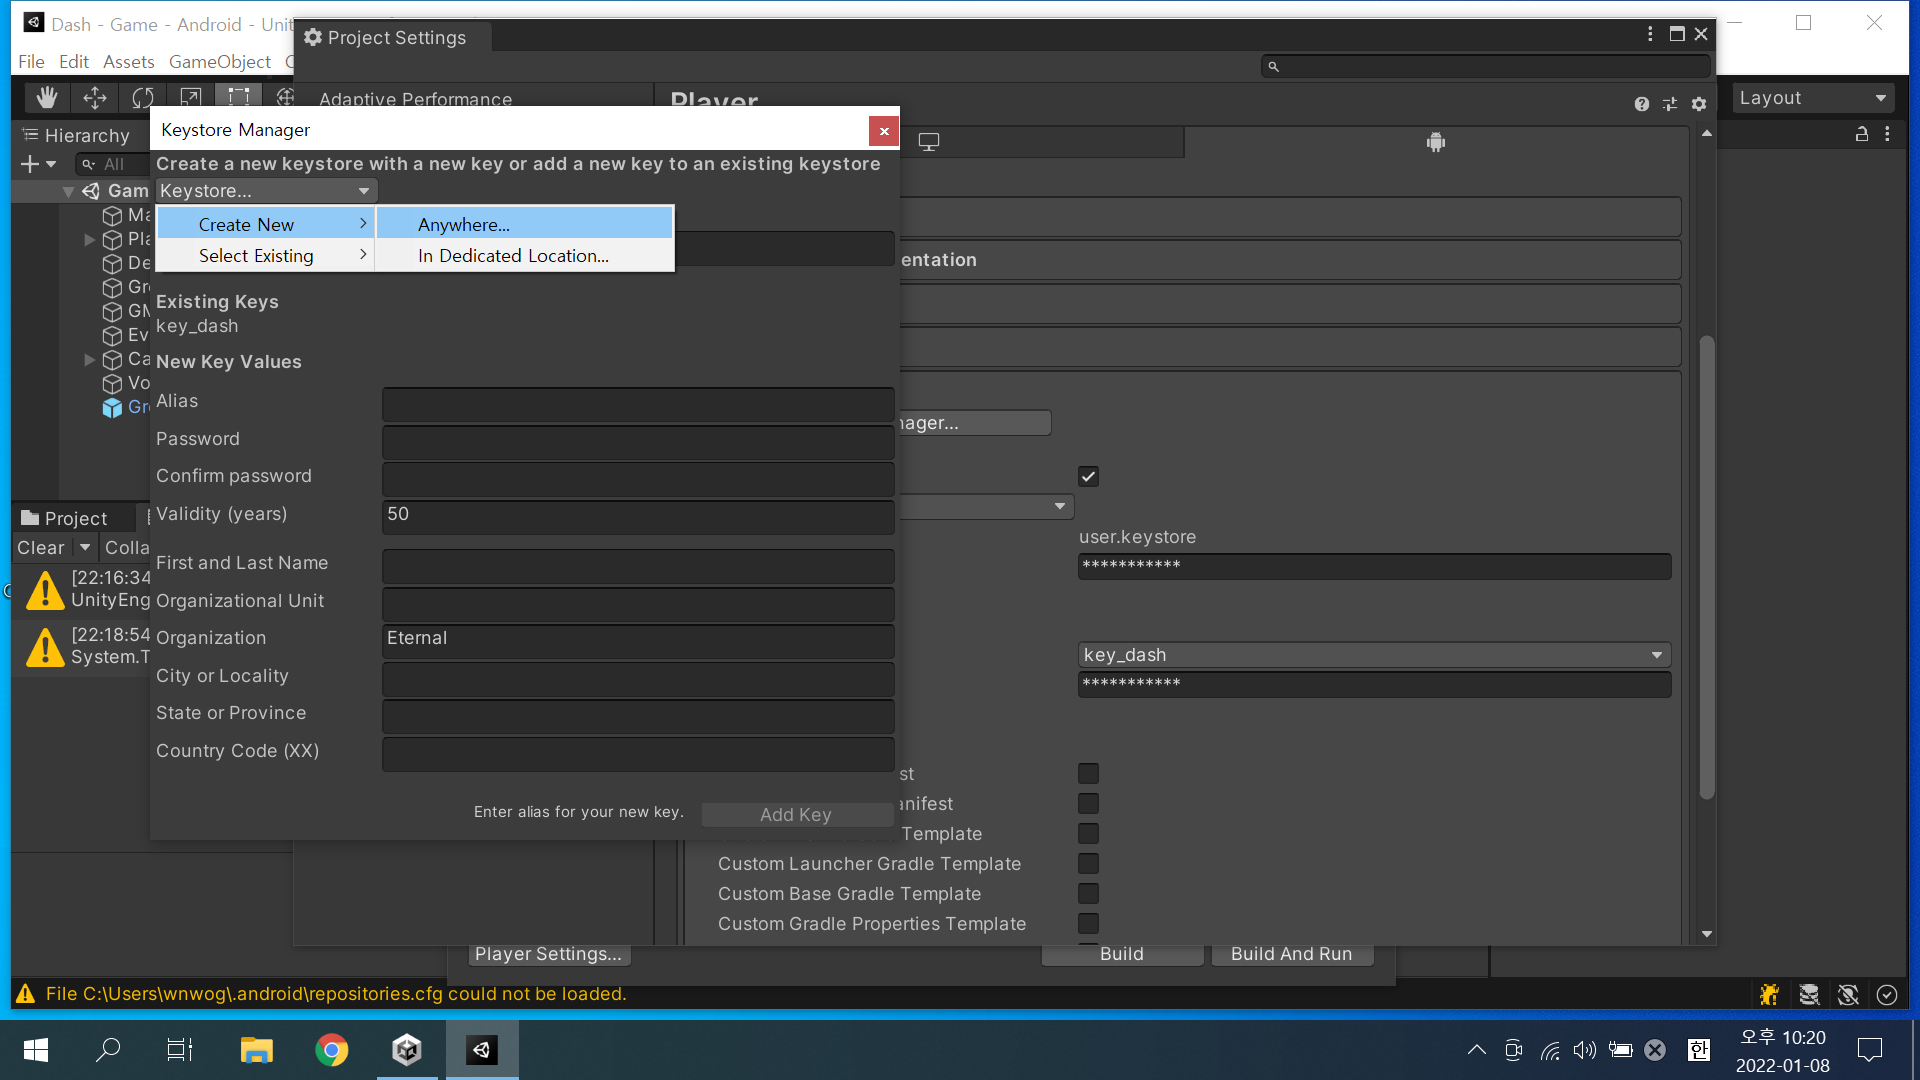 Dash - Game - Android - Unit
File Edit Assets GameObject
Project Settings
Adaptive Performance
Player
Layout
Hierarchy
All
Keystore Manager
Create a new keystore with a new key or add a new key to an existing keystore
Keystore...
Create New
Anywhere...
Select Existing
In Dedicated Location...
Gam
Ma
Pla
De
Gr
GM
Ev
Ca
Vo
Gr
entation
Existing Keys
key_dash
New Key Values
Alias
Password
Confirm password
Validity (years)
50
First and Last Name
Organizational Unit
Organization
Eternal
City or Locality
State or Province
Country Code (XX)
Enter alias for your new key.
Add Key
nager...
user.keystore
***********
key_dash
***********
st
anifest
Template
Custom Launcher Gradle Template
Custom Base Gradle Template
Custom Gradle Properties Template
Project
Clear
Colla
[22:16:34
UnityEng
[22:18:54
System.T
Player Settings...
Build
Build And Run
File C:\Users\wnwog\.android\repositories.cfg could not be loaded.
한
오후 10:20
2022-01-08